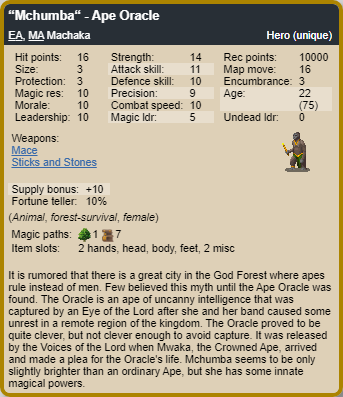 “Mchumba“ - Ape Oracle
EA, MA Machaka Hero (unique)
Hit points: 16 Strength: 14 Rec points: 10000
Size: 3 Attack skill: 11 Map move: 16
Protection: 3 Defence skill: 10 Encumbrance: 3
Magic res: 10 Precision: 9 Age: 22
Morale: 10 Combat speed: 10 (75)
Leadership: 10 Magic ldr: 5 Undead ldr: 0
Weapons:
Mace
Sticks and Stones
Supply bonus: +10
Fortune teller: 10%
(Animal, forest-survival, female)
Magic paths: 1 7
Item slots: 2 hands, head, body, feet, 2 misc
It is rumored that there is a great city in the God Forest where apes
rule instead of men. Few believed this myth until the Ape Oracle was
found. The Oracle is an ape of uncanny intelligence that was
captured by an Eye of the Lord after she and her band caused some
unrest in a remote region of the kingdom. The Oracle proved to be
quite clever, but not clever enough to avoid capture. It was released
by the Voices of the Lord when Mwaka, the Crowned Ape, arrived
and made a plea for the Oracle's life. Mchumba seems to be only
slightly brighter than an ordinary Ape, but she has some innate
magical powers.